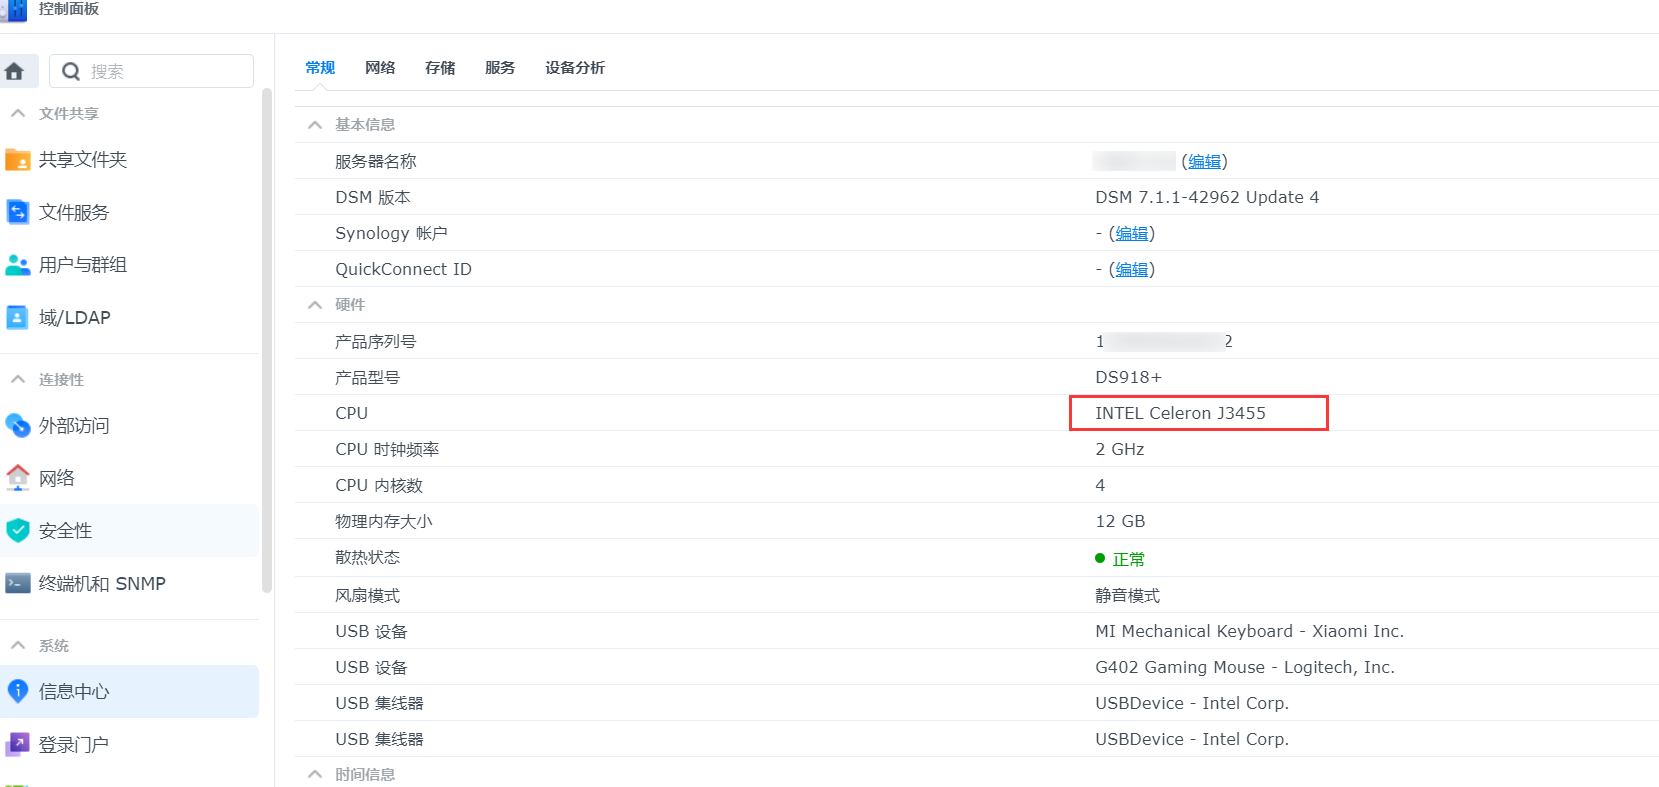 控制面板
搜索
文件共享
共享文件夹
文件服务
用户与群组
域/LDAP
连接性
外部访问
网络
安全性
终端机和 SNMP
系统
信息中心
登录门户
常规 网络 存储 服务 设备分析
基本信息
服务器名称 (编辑)
DSM 版本 DSM 7.1.1-42962 Update 4
Synology 帐户 - (编辑)
QuickConnect ID - (编辑)
硬件
产品序列号 1 2
产品型号 DS918+
CPU INTEL Celeron J3455
CPU 时钟频率 2 GHz
CPU 内核数 4
物理内存大小 12 GB
散热状态 正常
风扇模式 静音模式
USB 设备 MI Mechanical Keyboard - Xiaomi Inc.
USB 设备 G402 Gaming Mouse - Logitech, Inc.
USB 集线器 USBDevice - Intel Corp.
USB 集线器 USBDevice - Intel Corp.
时间信息